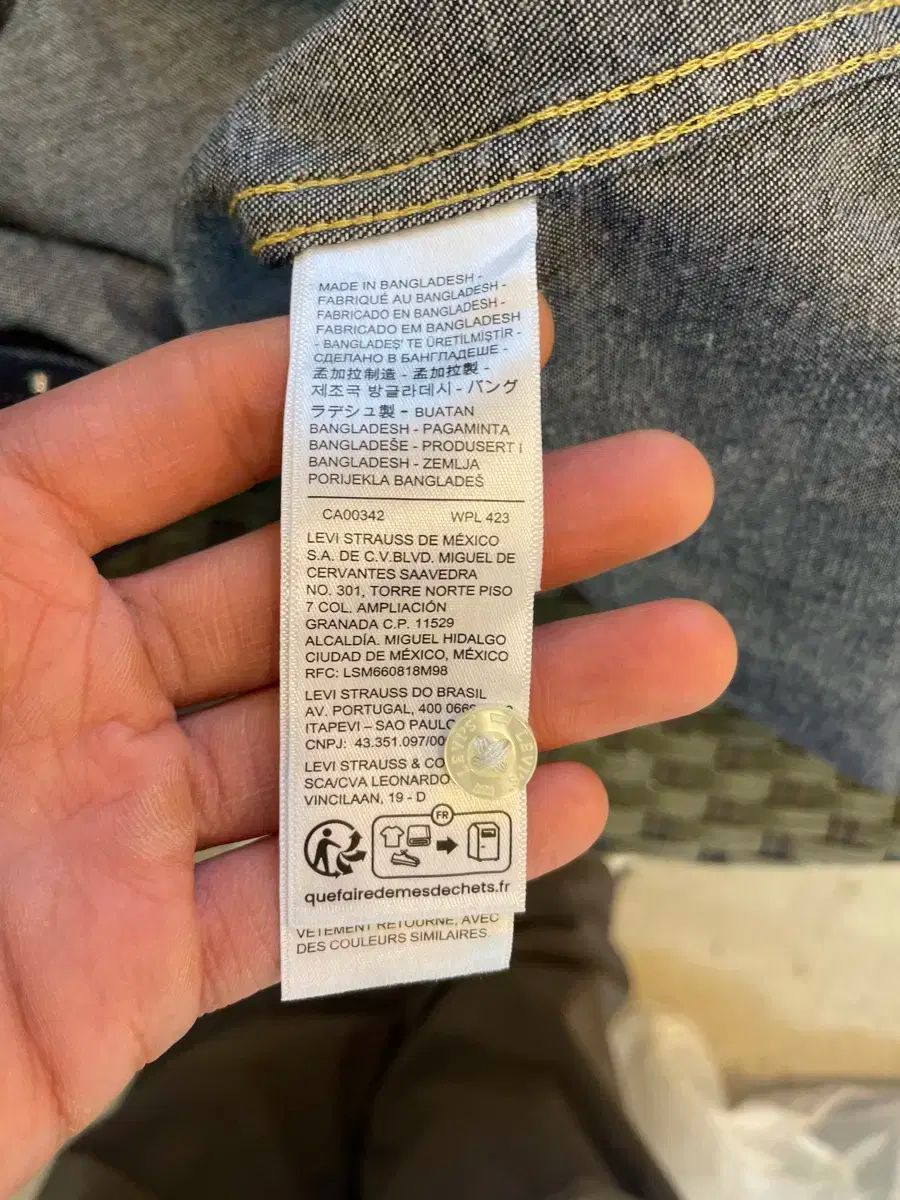 MADE IN BANGLADESH -
FABRIQUÉ AU BANGLADESH -
FABRICADO EN BANGLADESH -
FABRICADO EM BANGLADESH
- BANGLADEŞ' TE ÜRETİLMİŞTİR -
СДЕЛАНО В БАНГЛАДЕШЕ -
孟加拉制造 - 孟加拉製 -
제조국 방글라데시 - バング
ラデシュ製 - BUATAN
BANGLADESH - PAGAMINTA
BANGLADEŠE - PRODUSERT I
BANGLADESH - ZEMLJA
PORIJEKLA BANGLADEŠ
CA00342 WPL 423
LEVI STRAUSS DE MÉXICO
S.A. DE C.V.BLVD. MIGUEL DE
CERVANTES SAAVEDRA
NO. 301, TORRE NORTE PISO
7 COL. AMPLIACIÓN
GRANADA C.P. 11529
ALCALDÍA. MIGUEL HIDALGO
CIUDAD DE MÉXICO, MÉXICO
RFC: LSM660818M98
LEVI STRAUSS DO BRASIL
AV. PORTUGAL, 400
ITAPEVI – SAO PAULO
CNPJ: 43.351.097/00
LEVI STRAUSS & CO
SCA/CVA LEONARDO
VINCILAAN, 19 - D
LEVI'S LEVI'S
FR
quefairedemesdechets.fr
VÊTEMENT RETOURNÉ, AVEC
DES COULEURS SIMILAIRES.